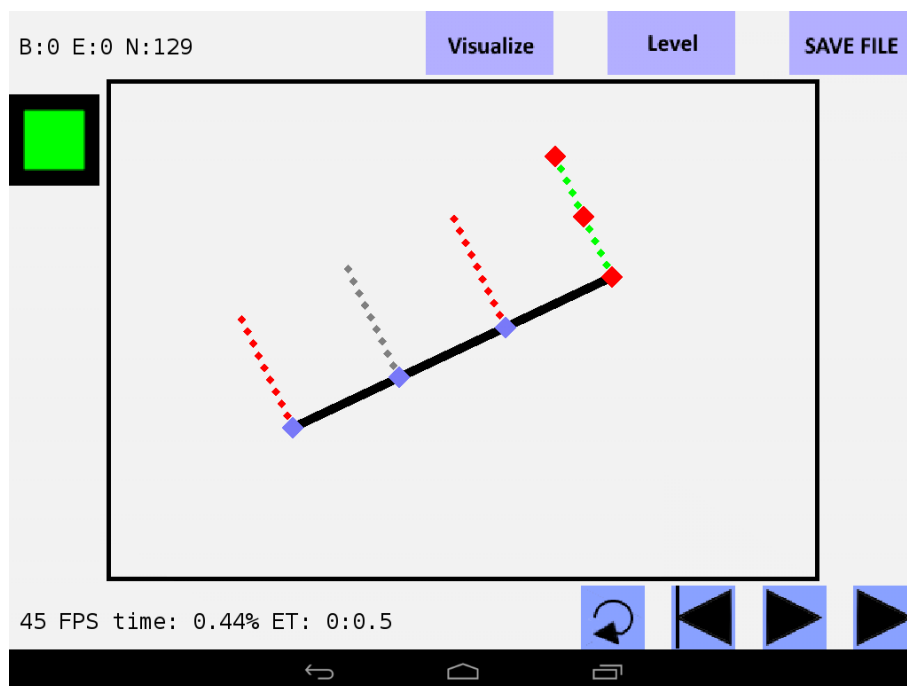 B:0 E:0 N:129
Visualize
Level
SAVE FILE
45 FPS time: 0.44% ET: 0:0.5